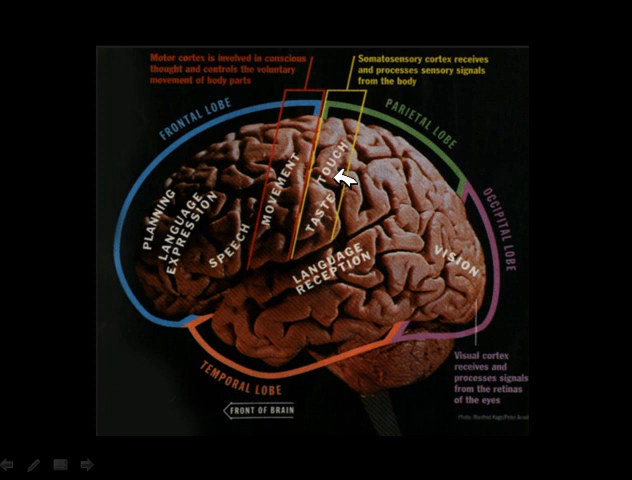 Motor cortex is involved in conscious
thought and controls the voluntary
movement of body parts
Somatosensory cortex receives
and processes sensory signals
from the body
FRONTAL LOBE
PARIETAL LOBE
OCCIPITAL LOBE
PLANNING
LANGUAGE
EXPRESSION
SPEECH
MOVEMENT
TOUCH
TASTE
LANGUAGE
RECEPTION
VISION
TEMPORAL LOBE
Visual cortex
receives and
processes signals
from the retinas
of the eyes
FRONT OF BRAIN